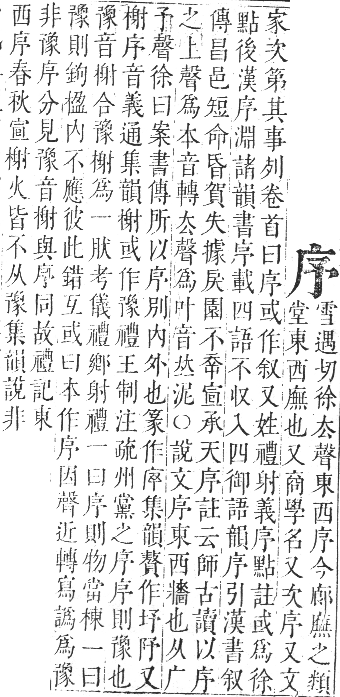 序
雪遇切徐去聲東西序今廊廡之類
堂東西廡也又商學名又次序又文
家次第其事列卷首曰序或作叙又姓禮射義序點註或爲徐
點後漢序淵諸韻書序載四語不收入四御語韻序引漢書叙
傳昌邑短命昏賀失據戾園不幸宣承天序註云師古讀以序
之上聲爲本音轉去聲爲叶音𠀤泥○說文序東西牆也从广
予聲徐曰案書傳所以序別內外也篆作㡰集韻贅作圩阡又
榭序音義通集韻榭或作豫禮王制注疏州黨之序序則豫也
豫音榭合豫榭爲一狀考儀禮鄉射禮一曰序則物當棟一曰
豫則鉤楹內不應彼此錯互或曰本作序因聲近轉寫譌爲豫
非豫序分見豫音榭與序同故禮記東
西序春秋宣榭火皆不从豫集韻說非